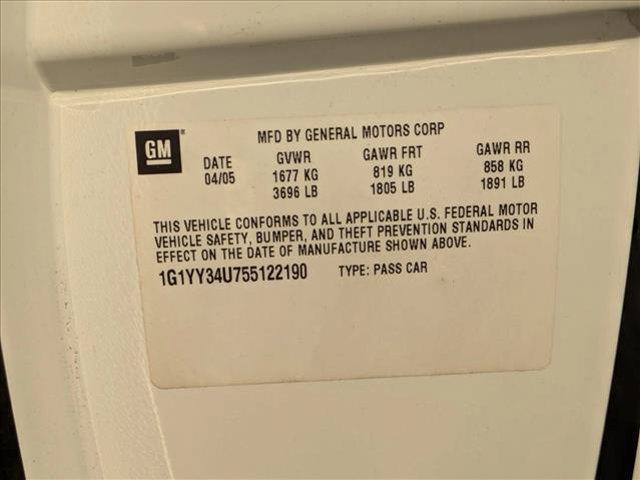 MFD BY GENERAL MOTORS CORP
GM®
DATE GVWR GAWR FRT GAWR RR
04/05 1677 KG 819 KG 858 KG
3696 LB 1805 LB 1891 LB
THIS VEHICLE CONFORMS TO ALL APPLICABLE U.S. FEDERAL MOTOR
VEHICLE SAFETY, BUMPER, AND THEFT PREVENTION STANDARDS IN
EFFECT ON THE DATE OF MANUFACTURE SHOWN ABOVE.
1G1YY34U755122190 TYPE: PASS CAR